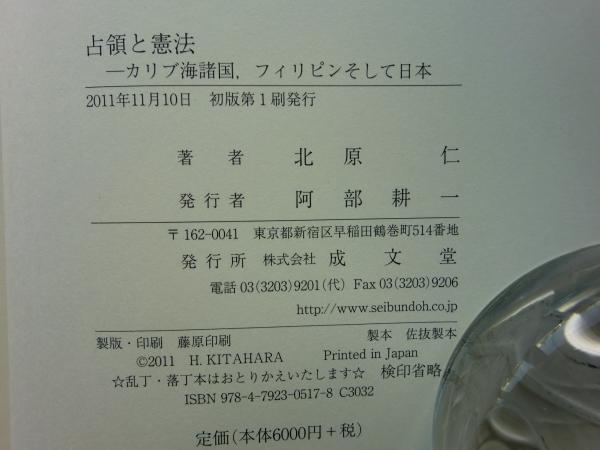 占領と憲法
―カリブ海諸国，フィリピンそして日本
2011年11月10日　初版第1刷発行
著　者　北　原　　仁
発行者　阿　部　耕　一
〒162-0041　東京都新宿区早稲田鶴巻町514番地
発行所　株式会社　成　文　堂
電話 03(3203)9201(代)　Fax 03(3203)9206
http://www.seibundoh.co.jp
製版・印刷　藤原印刷　　製本　佐抜製本
©2011　H. KITAHARA　Printed in Japan
☆乱丁・落丁本はおとりかえいたします☆　検印省略
ISBN 978-4-7923-0517-8 C3032
定価(本体6000円＋税)